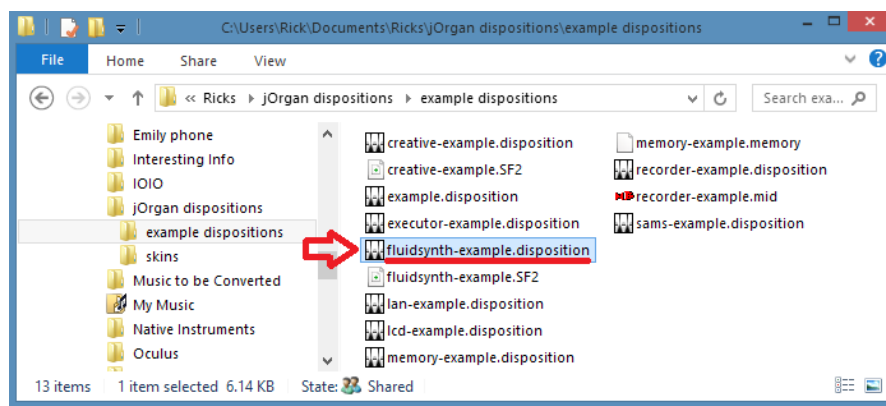 C:\Users\Rick\Documents\Ricks\jOrgan dispositions\example dispositions
File Home Share View
« Ricks jOrgan dispositions example dispositions Search exa...
Emily phone
Interesting Info
IOIO
jOrgan dispositions
example dispositions
skins
Music to be Converted
My Music
Native Instruments
Oculus
creative-example.disposition
creative-example.SF2
example.disposition
executor-example.disposition
fluidsynth-example.disposition
fluidsynth-example.SF2
lan-example.disposition
lcd-example.disposition
memory-example.disposition
memory-example.memory
recorder-example.disposition
recorder-example.mid
sams-example.disposition
13 items 1 item selected 6.14 KB State: Shared